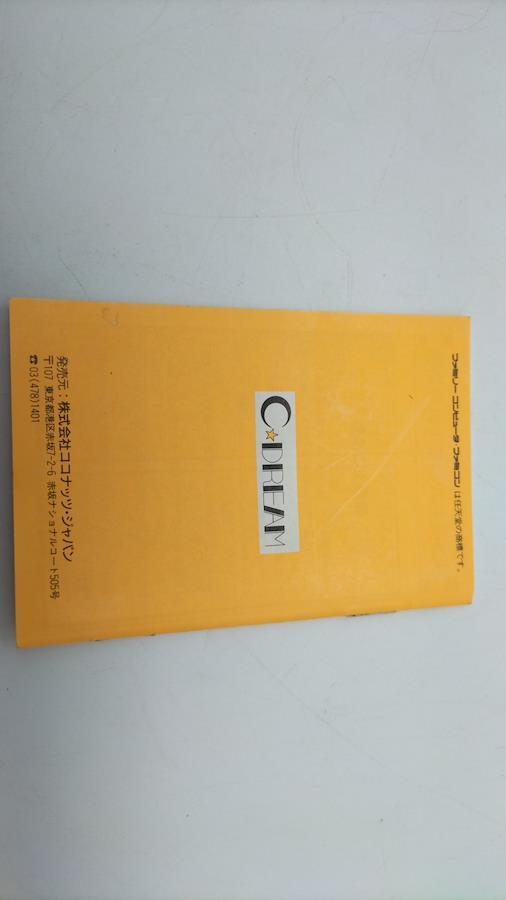 ファミリー コンピュータ・ファミコン は任天堂の商標です。
C☆DREAM
発売元：株式会社ココナッツ・ジャパン
〒107 東京都港区赤坂7-2-6 赤坂ナショナルコート505号
☎ 03(478)1401